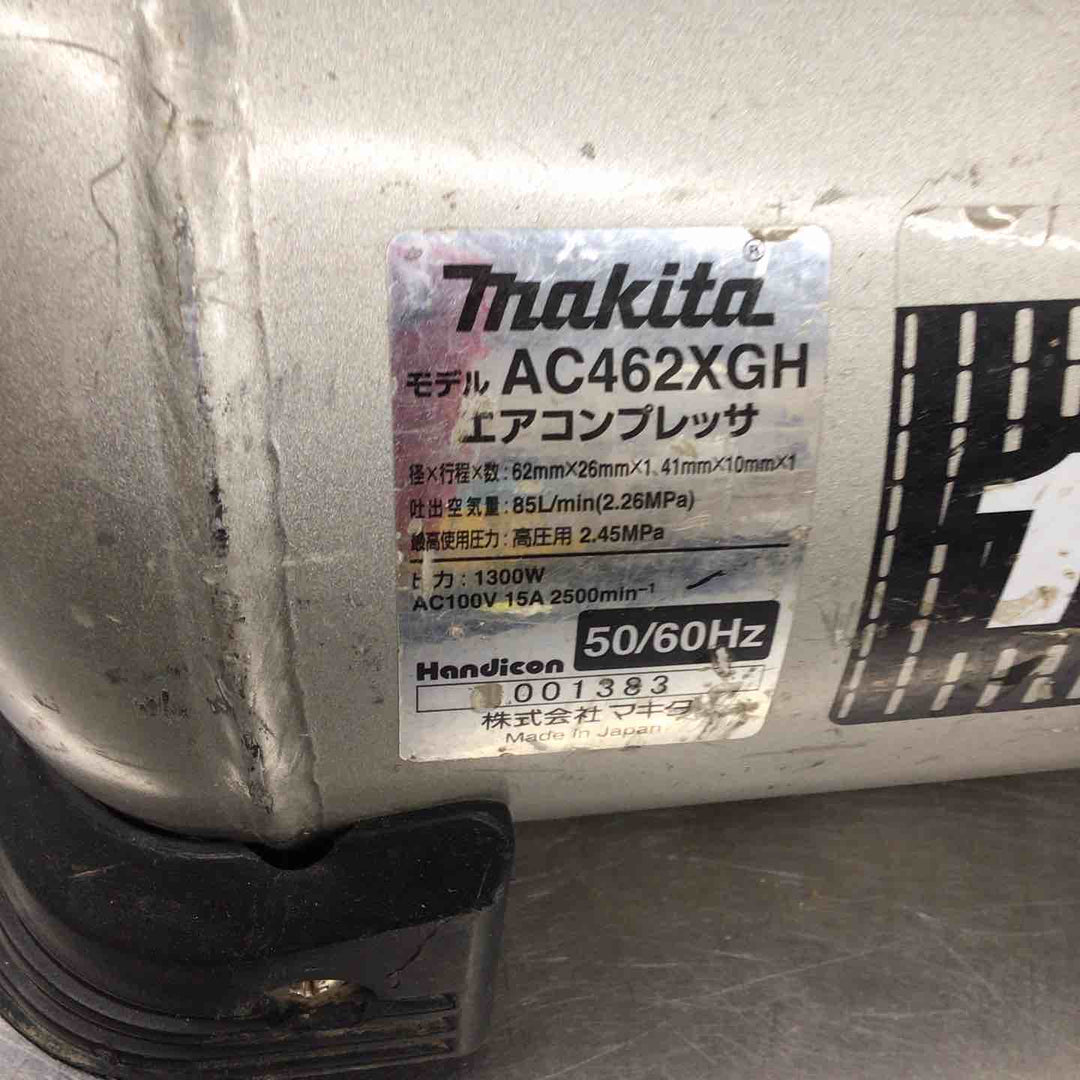 makita®
モデル AC462XGH
エアコンプレッサ
径×行程×数:62mm×26mm×1、41mm×10mm×1
吐出空気量:85L/min(2.26MPa)
最高使用圧力:高圧用 2.45MPa
出力:1300W
AC100V 15A 2500min⁻¹
50/60Hz
Handicon
001383
株式会社マキタ
Made in Japan
1